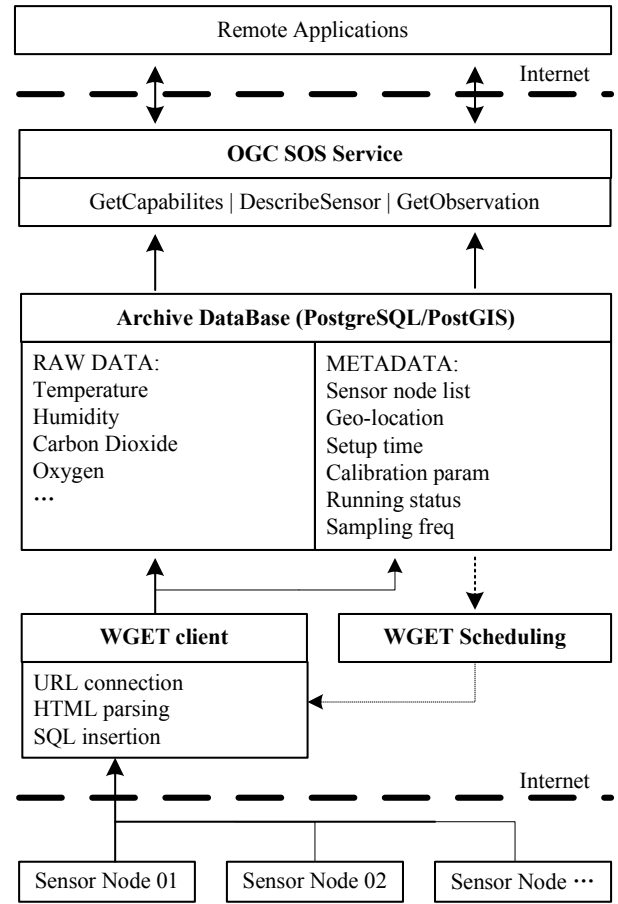 Remote Applications
Internet
OGC SOS Service
GetCapabilites | DescribeSensor | GetObservation
Archive DataBase (PostgreSQL/PostGIS)
RAW DATA:
Temperature
Humidity
Carbon Dioxide
Oxygen
···
METADATA:
Sensor node list
Geo-location
Setup time
Calibration param
Running status
Sampling freq
WGET client
URL connection
HTML parsing
SQL insertion
WGET Scheduling
Internet
Sensor Node 01
Sensor Node 02
Sensor Node ···